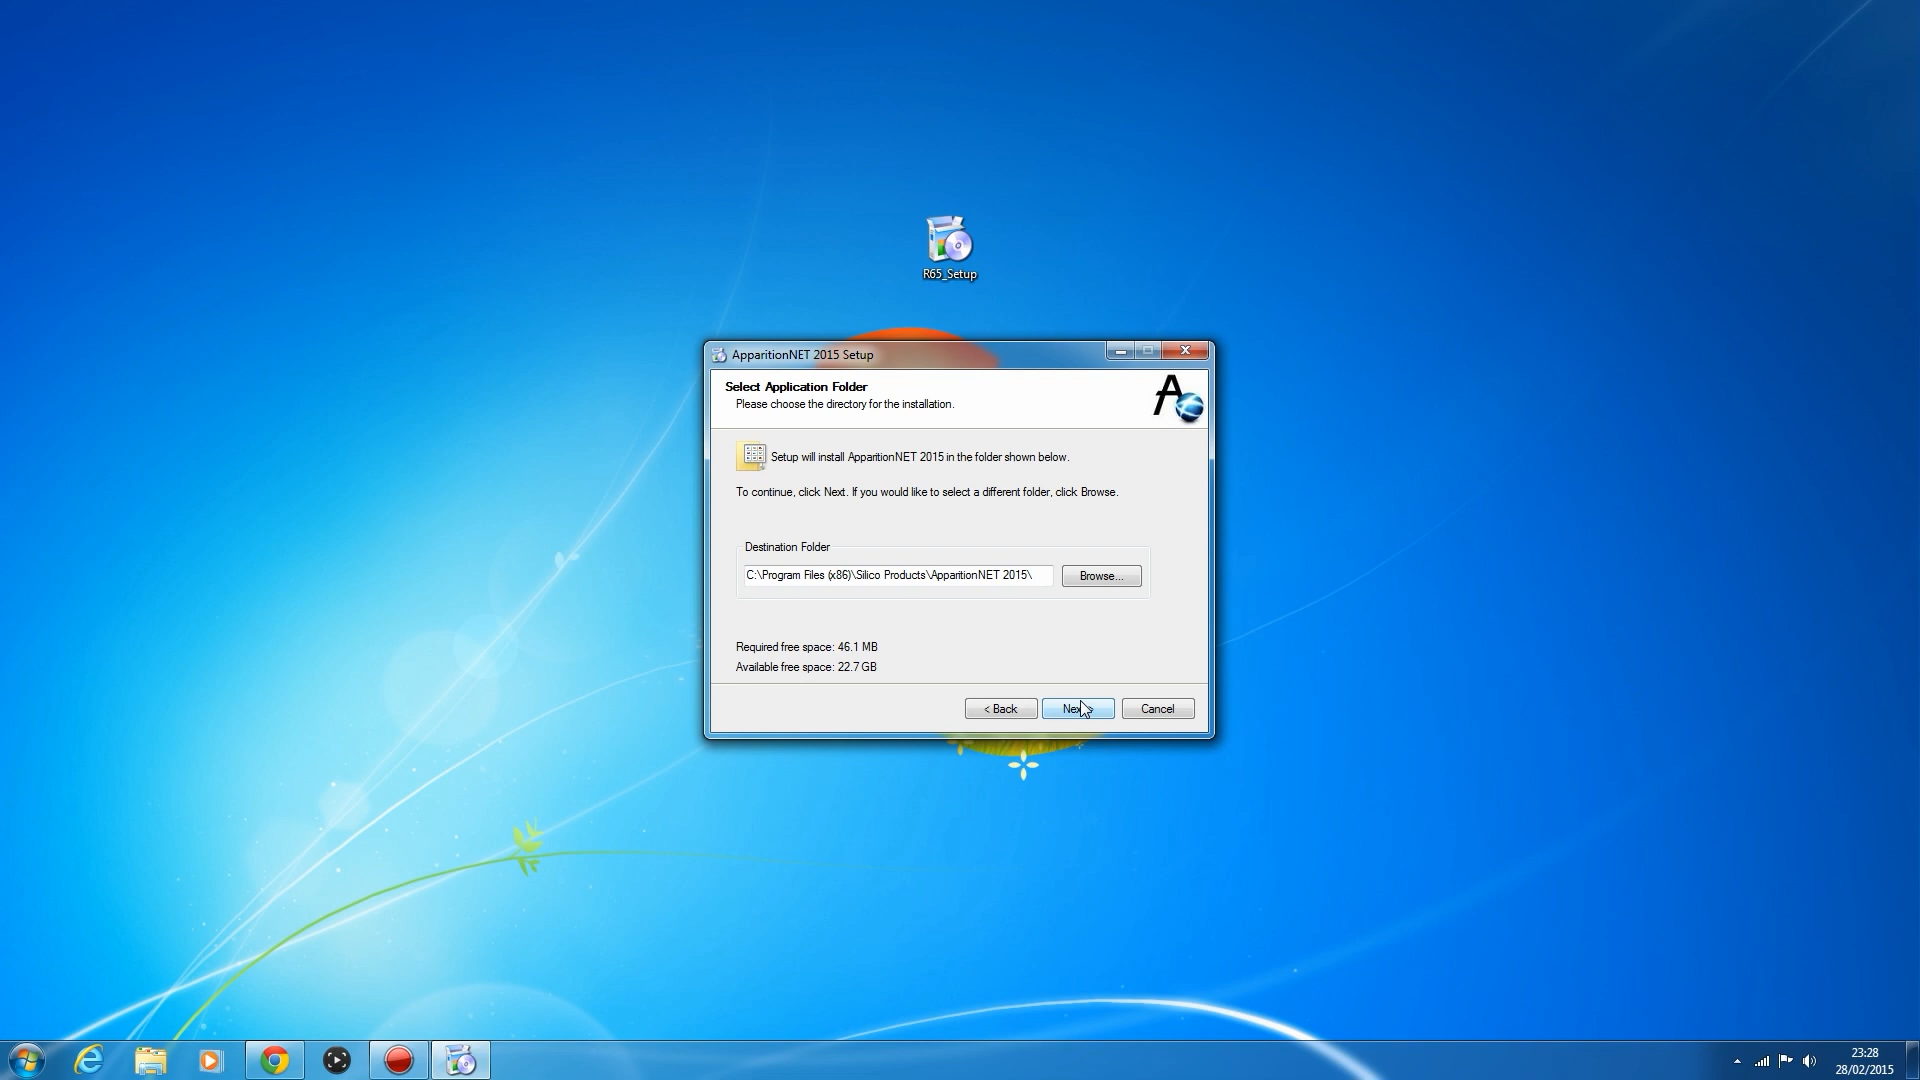 R65_Setup
ApparitionNET 2015 Setup
Select Application Folder
Please choose the directory for the installation.
Setup will install ApparitionNET 2015 in the folder shown below.
To continue, click Next. If you would like to select a different folder, click Browse.
Destination Folder
C:\Program Files (x86)\Silico Products\ApparitionNET 2015\
Browse...
Required free space: 46.1 MB
Available free space: 22.7 GB
< Back
Cancel
23:28
28/02/2015